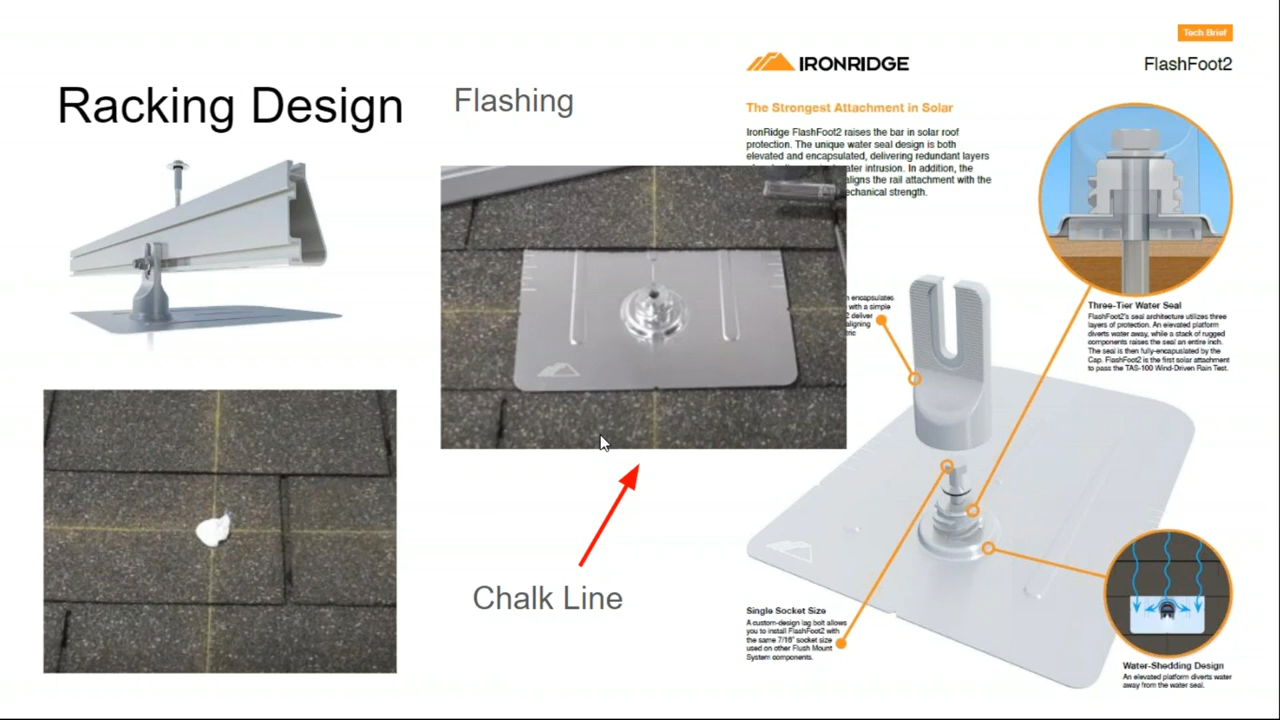 Tech Brief
IRONRIDGE
FlashFoot2
Racking Design
Flashing
The Strongest Attachment in Solar
IronRidge FlashFoot2 raises the bar in solar roof
protection. The unique water seal design is both
elevated and encapsulated, delivering redundant layers
ater intrusion. In addition, the
aligns the rail attachment with the
echanical strength.
n encapsulates
with a simple
2 deliver
aligning
tric
Three-Tier Water Seal
FlashFoot2's seal architecture utilizes three
layers of protection. An elevated platform
diverts water away, while a stack of rugged
components raises the seal an entire inch.
The seal is then fully-encapsulated by the
Cap. FlashFoot2 is the first solar attachment
to pass the TAS-100 Wind-Driven Rain Test.
Chalk Line
Single Socket Size
A custom-design lag bolt allows
you to install FlashFoot2 with
the same 7/16" socket size
used on other Flush Mount
System components.
Water-Shedding Design
An elevated platform diverts water
away from the water seal.